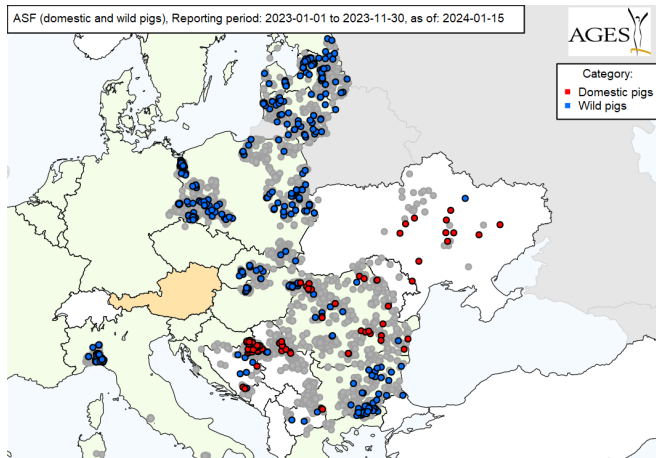 ASF (domestic and wild pigs), Reporting period: 2023-01-01 to 2023-11-30, as of: 2024-01-15
AGES
Category:
Domestic pigs
Wild pigs